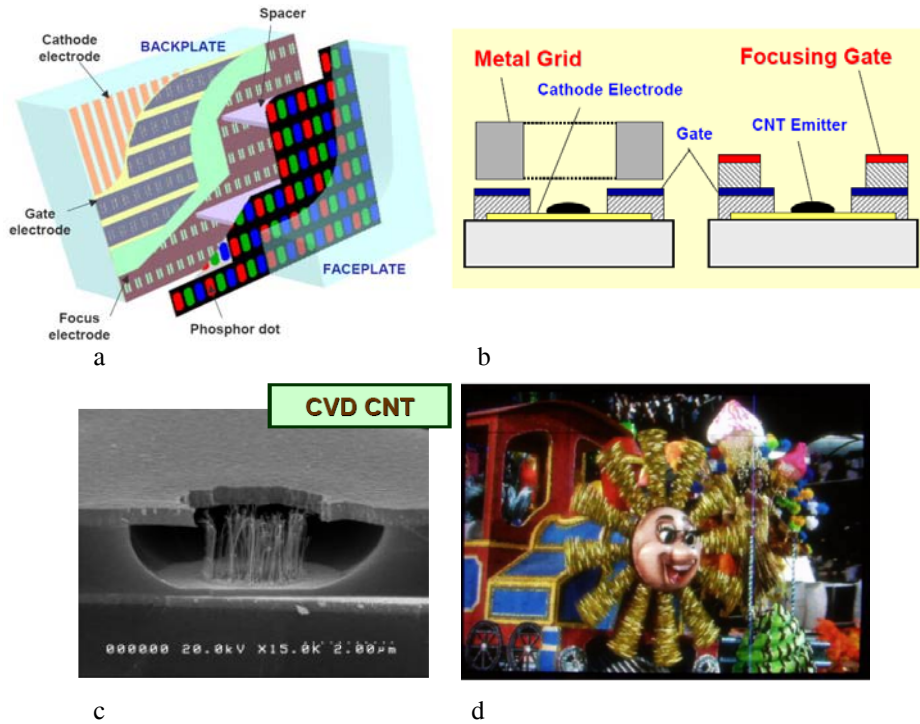 Spacer
Cathode
electrode
BACKPLATE
Gate
electrode
FACEPLATE
Focus
electrode
Phosphor dot
a
Metal Grid
Focusing Gate
Cathode Electrode
Gate
CNT Emitter
b
CVD CNT
000000 20.0kV X15.0K 2.00µm
c
d